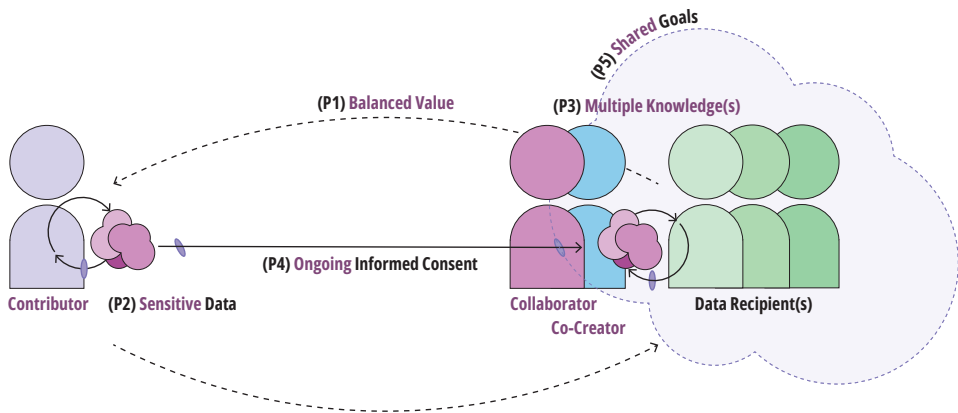 (P5) Shared Goals
(P1) Balanced Value
(P3) Multiple Knowledge(s)
(P4) Ongoing Informed Consent
Contributor
(P2) Sensitive Data
Collaborator
Co-Creator
Data Recipient(s)